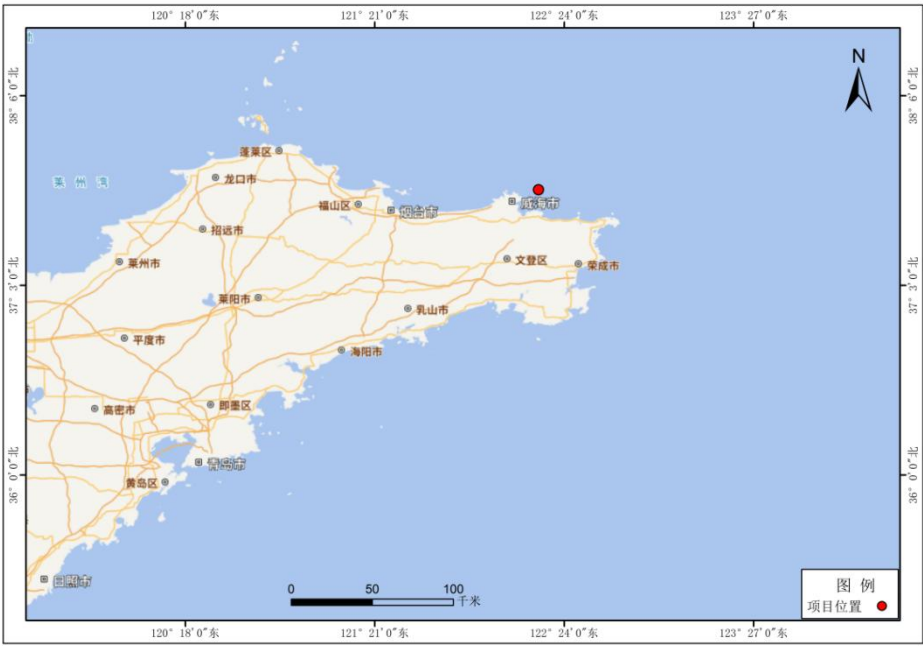 120° 18′0″东
121° 21′0″东
122° 24′0″东
123° 27′0″东
38° 6′0″北
38° 6′0″北
N
蓬莱区
莱州湾
龙口市
福山区
烟台市
威海市
招远市
莱州市
文登区
荣成市
37° 3′0″北
37° 3′0″北
莱阳市
乳山市
平度市
海阳市
高密市
即墨区
青岛市
36° 0′0″北
36° 0′0″北
黄岛区
日照市
0 50 100
千米
图 例
项目位置
120° 18′0″东
121° 21′0″东
122° 24′0″东
123° 27′0″东